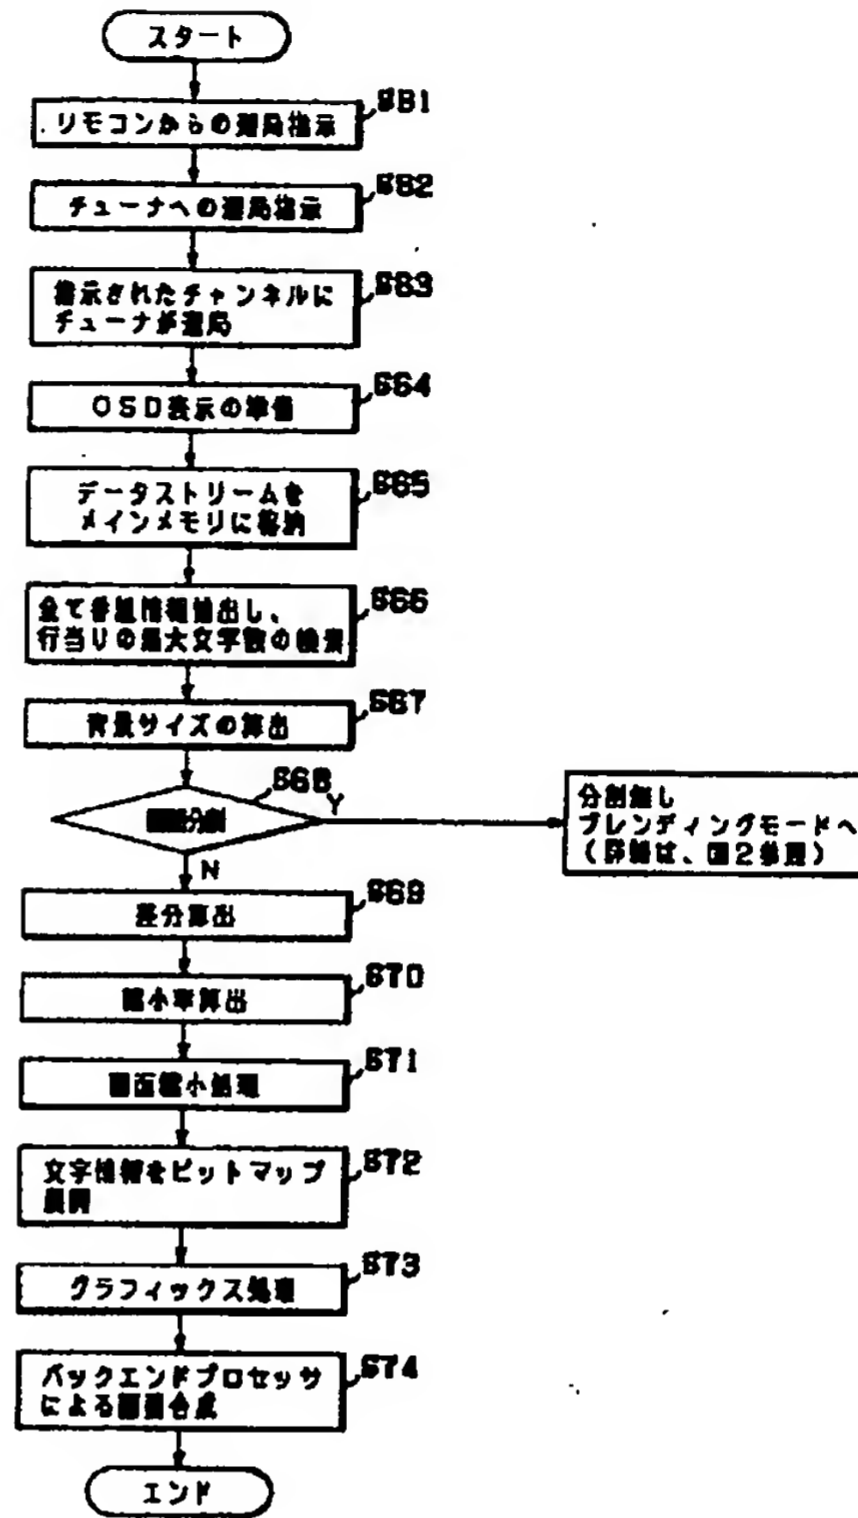 スタート
リモコンからの選局指示
S61
チューナへの選局指示
S62
指示されたチャンネルに
チューナが選局
S63
OSD表示の準備
S64
データストリームを
メインメモリに格納
S65
全て番組情報抽出し、
行当りの最大文字数の検索
S66
背景サイズの算出
S67
分割
S68
Y
分割無し
ブレンディングモードへ
(詳細は、図2参照)
N
差分算出
S69
縮小率算出
S70
画面縮小処理
S71
文字情報をビットマップ
展開
S72
グラフィックス処理
S73
バックエンドプロセッサ
による画面合成
S74
エンド